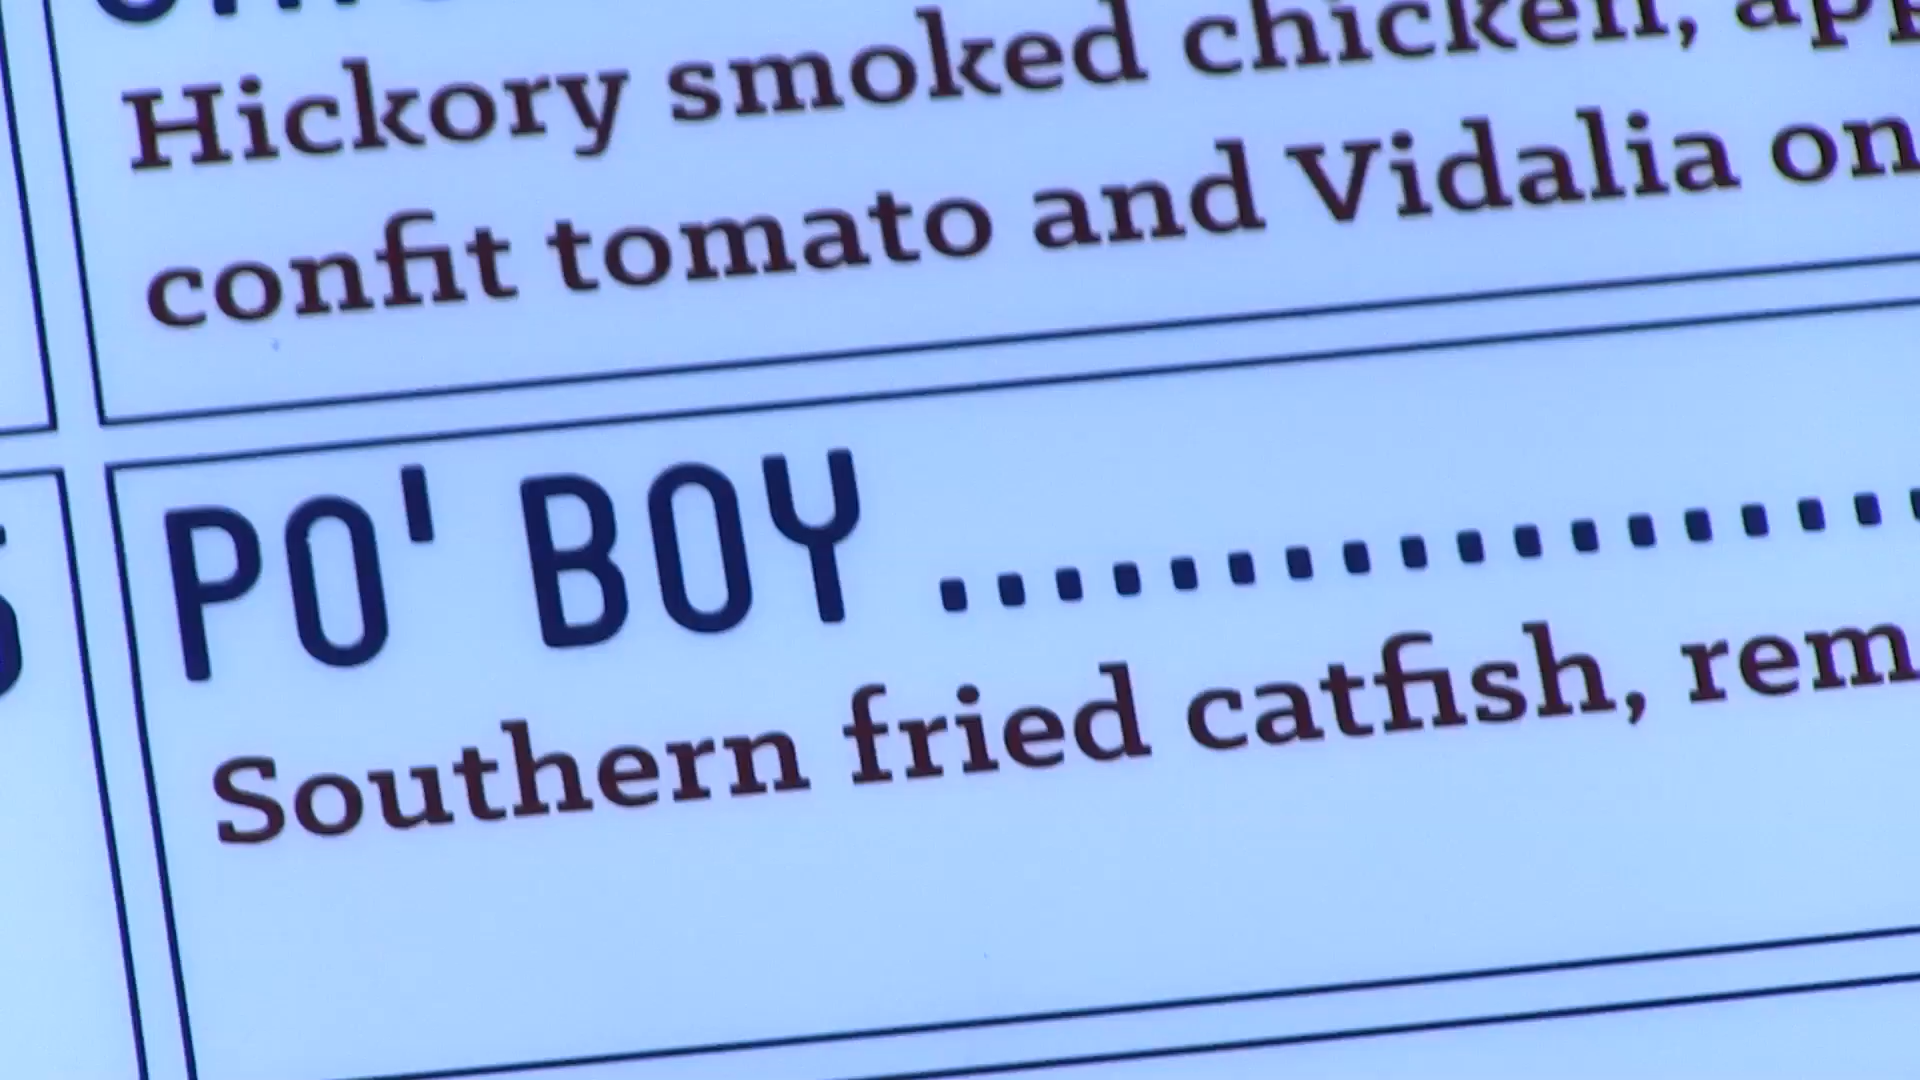 Hickory smoked chicken,
confit tomato and Vidalia
PO' BOY ..................
Southern fried catfish,